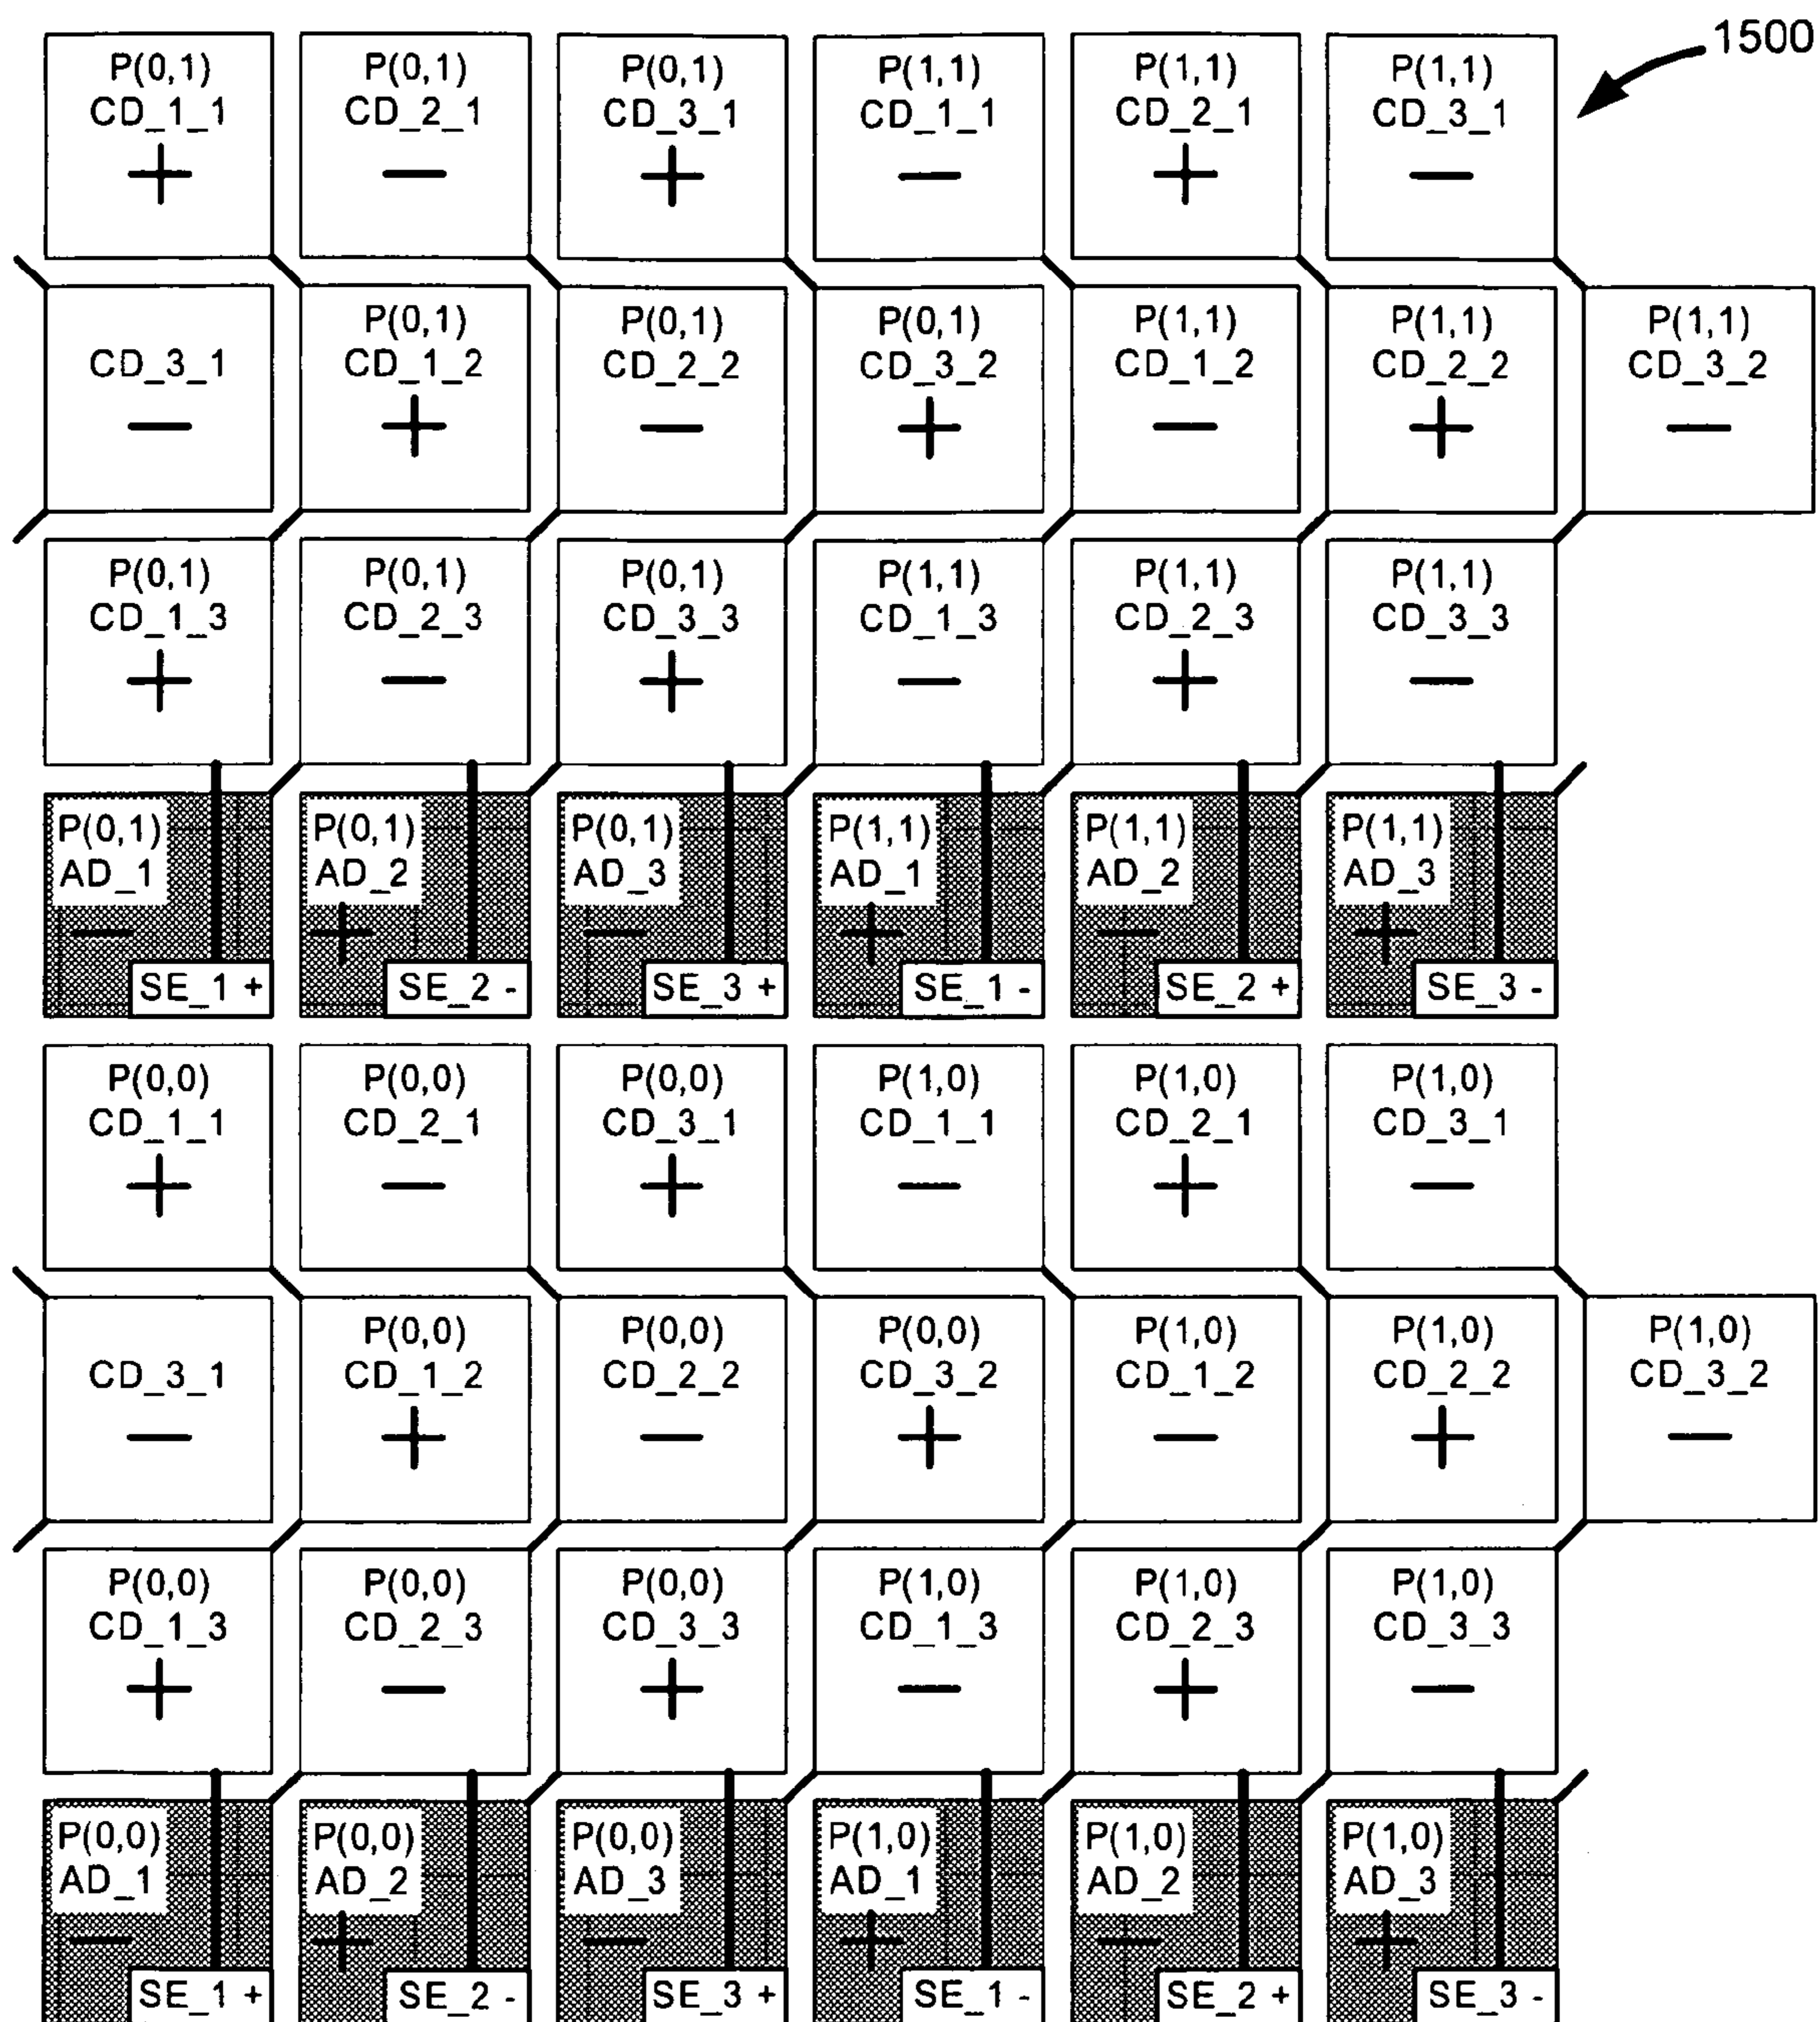 1500
P(0,1) P(0,1) P(0,1) P(1,1) P(1,1) P(1,1)
CD_1_1 CD_2_1 CD_3_1 CD_1_1 CD_2_1 CD_3_1
+ − + − + −
P(0,1) P(0,1) P(0,1) P(1,1) P(1,1) P(1,1)
CD_3_1 CD_1_2 CD_2_2 CD_3_2 CD_1_2 CD_2_2 CD_3_2
− + − + − + −
P(0,1) P(0,1) P(0,1) P(1,1) P(1,1) P(1,1)
CD_1_3 CD_2_3 CD_3_3 CD_1_3 CD_2_3 CD_3_3
+ − + − + −
P(0,1) P(0,1) P(0,1) P(1,1) P(1,1) P(1,1)
AD_1 AD_2 AD_3 AD_1 AD_2 AD_3
− + − + − +
SE_1 + SE_2 - SE_3 + SE_1 - SE_2 + SE_3 -
P(0,0) P(0,0) P(0,0) P(1,0) P(1,0) P(1,0)
CD_1_1 CD_2_1 CD_3_1 CD_1_1 CD_2_1 CD_3_1
+ − + − + −
P(0,0) P(0,0) P(0,0) P(1,0) P(1,0) P(1,0)
CD_3_1 CD_1_2 CD_2_2 CD_3_2 CD_1_2 CD_2_2 CD_3_2
− + − + − + −
P(0,0) P(0,0) P(0,0) P(1,0) P(1,0) P(1,0)
CD_1_3 CD_2_3 CD_3_3 CD_1_3 CD_2_3 CD_3_3
+ − + − + −
P(0,0) P(0,0) P(0,0) P(1,0) P(1,0) P(1,0)
AD_1 AD_2 AD_3 AD_1 AD_2 AD_3
− + − + − +
SE_1 + SE_2 - SE_3 + SE_1 - SE_2 + SE_3 -